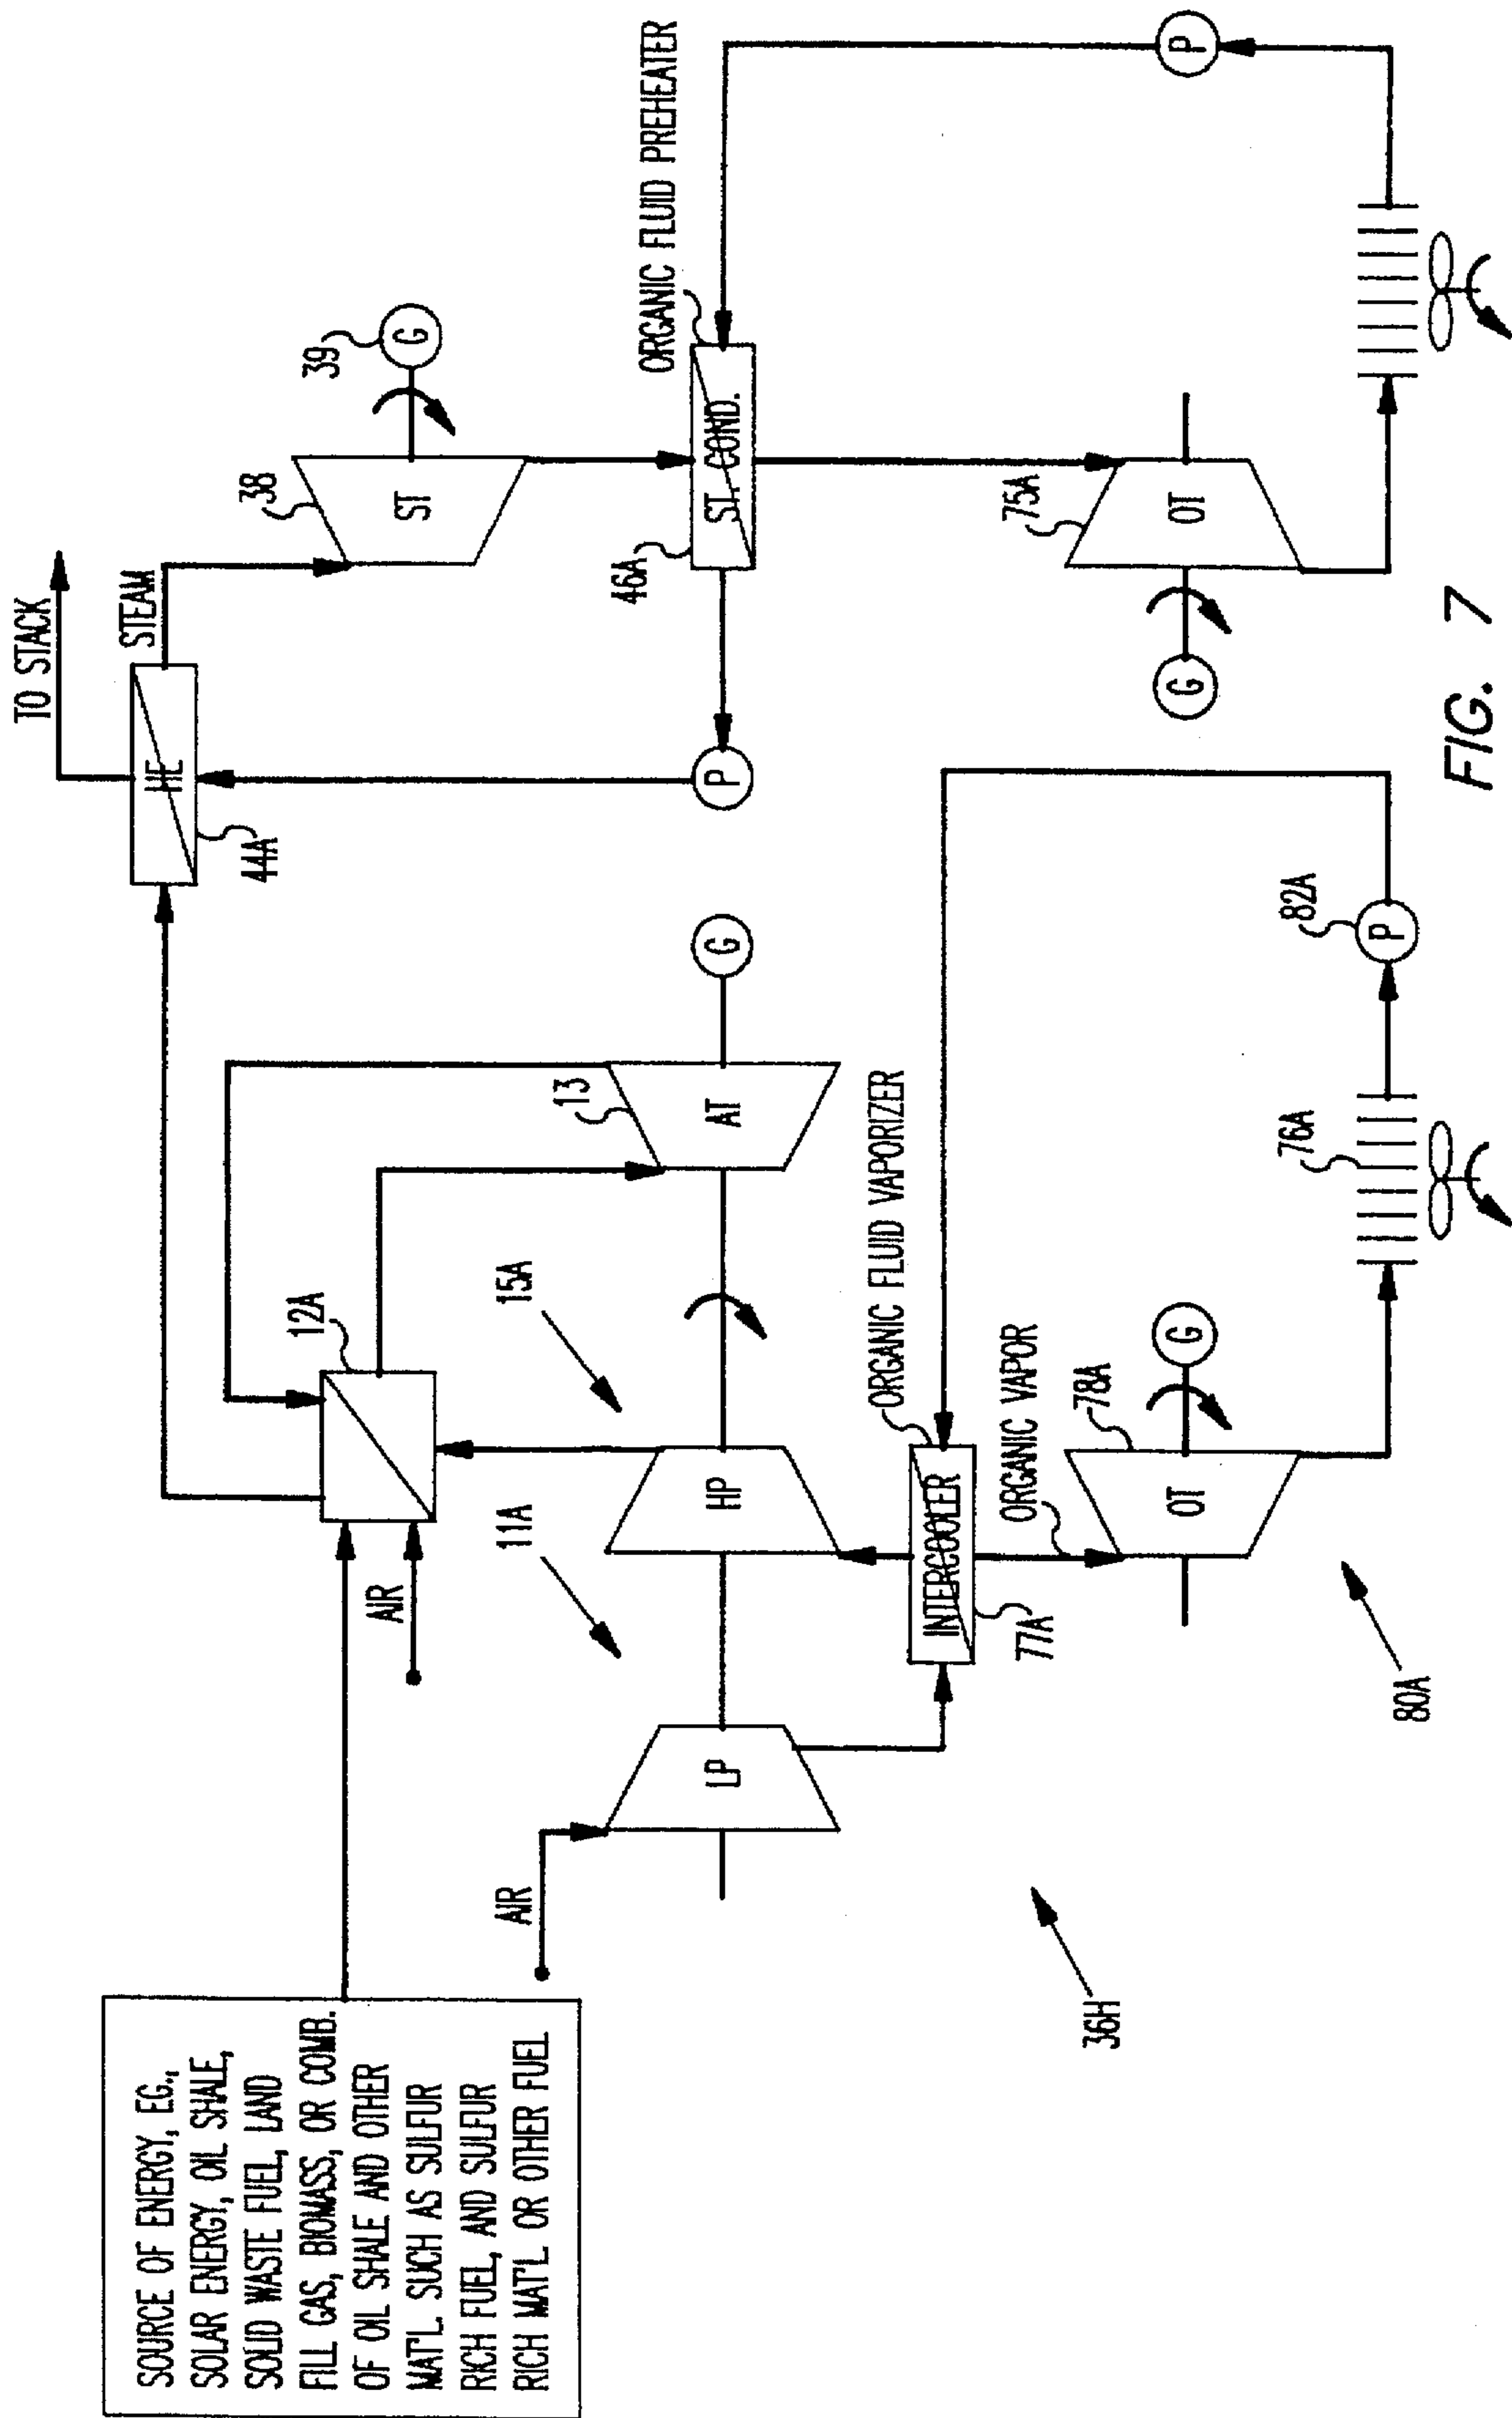 SOURCE OF ENERGY, EG.,
SOLAR ENERGY, OIL SHALE,
SOLID WASTE FUEL, LAND
FILL GAS, BIOMASS, OR COMB.
OF OIL SHALE AND OTHER
MAT'L. SUCH AS SULFUR
RICH FUEL, AND SULFUR
RICH MAT'L. OR OTHER FUEL
AIR
AIR
12A
11A
15A
LP
HP
13
AT
G
TO STACK
HE
44A
STEAM
38
ST
39
G
P
46A
ST. COND.
ORGANIC FLUID PREHEATER
P
INTERCOOLER
77A
ORGANIC FLUID VAPORIZER
ORGANIC VAPOR
78A
OT
G
76A
82A
P
G
75A
OT
36H
80A
FIG. 7